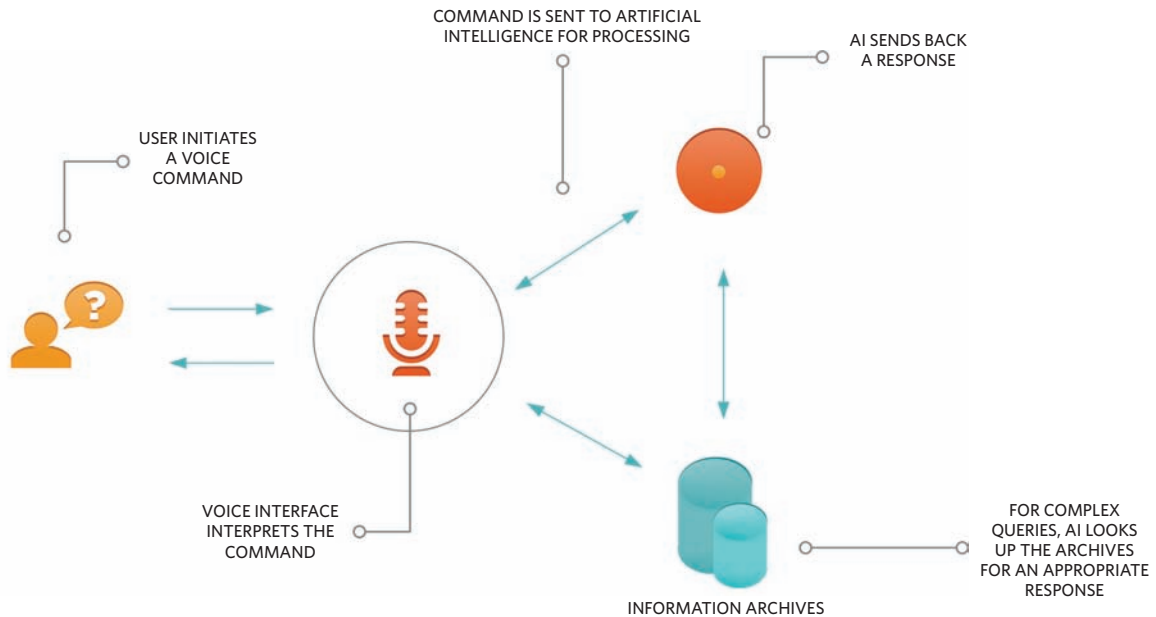 COMMAND IS SENT TO ARTIFICIAL
INTELLIGENCE FOR PROCESSING
AI SENDS BACK
A RESPONSE
USER INITIATES
A VOICE
COMMAND
?
VOICE INTERFACE
INTERPRETS THE
COMMAND
FOR COMPLEX
QUERIES, AI LOOKS
UP THE ARCHIVES
FOR AN APPROPRIATE
RESPONSE
INFORMATION ARCHIVES